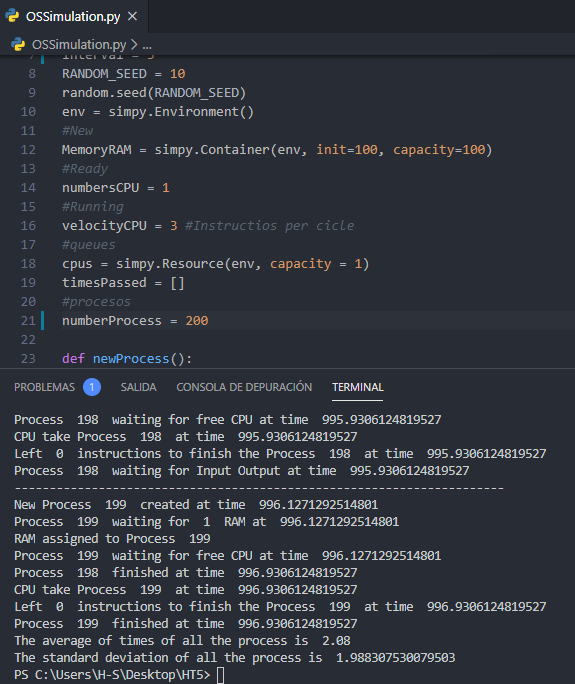 OSSimulation.py ×
OSSimulation.py > ...
7 interval = 5
8 RANDOM_SEED = 10
9 random.seed(RANDOM_SEED)
10 env = simpy.Environment()
11 #New
12 MemoryRAM = simpy.Container(env, init=100, capacity=100)
13 #Ready
14 numbersCPU = 1
15 #Running
16 velocityCPU = 3 #Instructios per cicle
17 #queues
18 cpus = simpy.Resource(env, capacity = 1)
19 timesPassed = []
20 #procesos
21 numberProcess = 200
22
23 def newProcess():
PROBLEMAS 1 SALIDA CONSOLA DE DEPURACIÓN TERMINAL
Process  198  waiting for free CPU at time  995.9306124819527
CPU take Process  198  at time  995.9306124819527
Left  0  instructions to finish the Process  198  at time  995.9306124819527
Process  198  waiting for Input Output at time  995.9306124819527
----------------------------------------------------------------------
New Process  199  created at time  996.1271292514801
Process  199  waiting for  1  RAM at  996.1271292514801
RAM assigned to Process  199
Process  199  waiting for free CPU at time  996.1271292514801
Process  198  finished at time  996.9306124819527
CPU take Process  199  at time  996.9306124819527
Left  0  instructions to finish the Process  199  at time  996.9306124819527
Process  199  finished at time  996.9306124819527
The average of times of all the process is  2.08
The standard deviation of all the process is  1.988307530079503
PS C:\Users\H-S\Desktop\HT5>